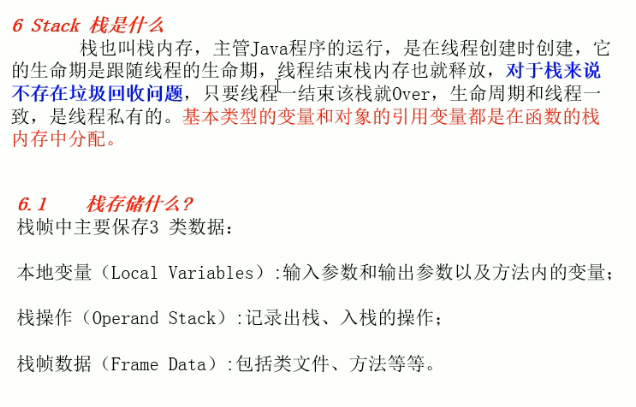 6 Stack 栈是什么
栈也叫栈内存，主管Java程序的运行，是在线程创建时创建，它
的生命期是跟随线程的生命期，线程结束栈内存也就释放，对于栈来说
不存在垃圾回收问题，只要线程一结束该栈就Over，生命周期和线程一
致，是线程私有的。基本类型的变量和对象的引用变量都是在函数的栈
内存中分配。
6.1 栈存储什么?
栈帧中主要保存3 类数据：
本地变量（Local Variables）:输入参数和输出参数以及方法内的变量；
栈操作（Operand Stack）:记录出栈、入栈的操作；
栈帧数据（Frame Data）:包括类文件、方法等等。